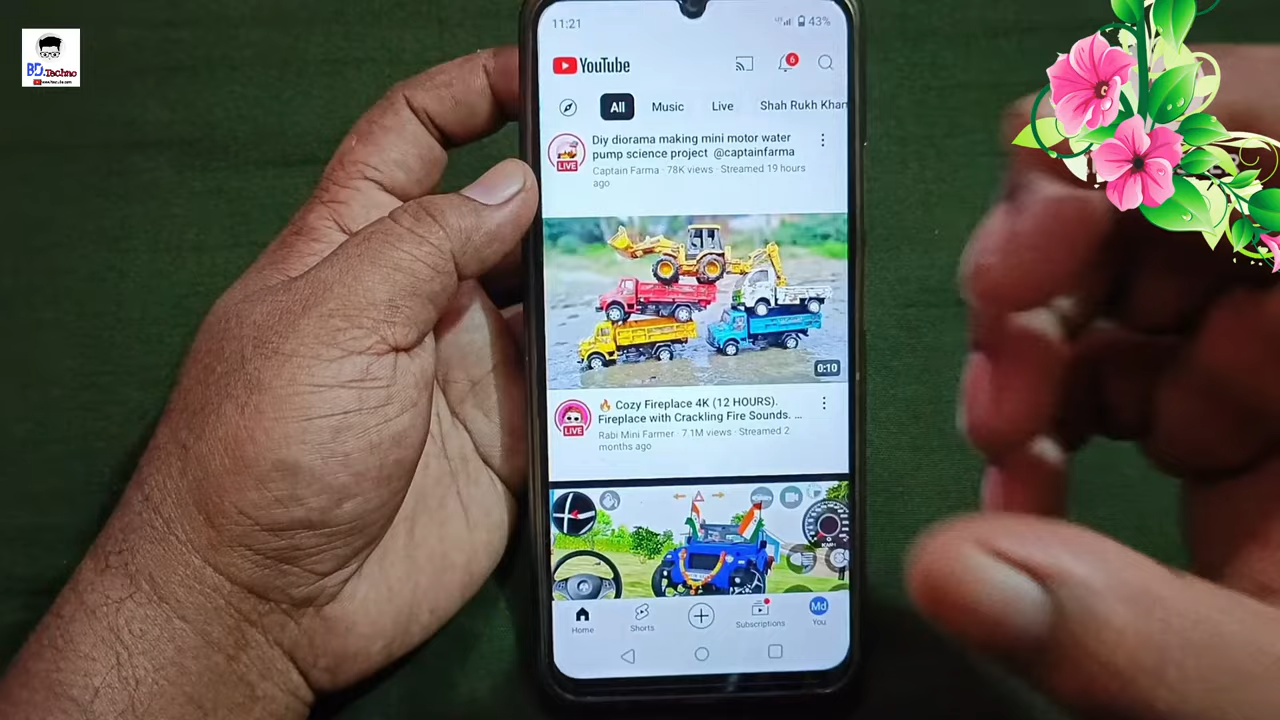 BD.Techno
11:21
43%
YouTube
6
All
Music
Live
Shah Rukh Khan
Diy diorama making mini motor water
pump science project @captainfarma
LIVE
Captain Farma · 78K views · Streamed 19 hours
ago
0:10
🔥 Cozy Fireplace 4K (12 HOURS).
Fireplace with Crackling Fire Sounds. ...
LIVE
Rabi Mini Farmer · 7.1M views · Streamed 2
months ago
Home
Shorts
Subscriptions
Md
You